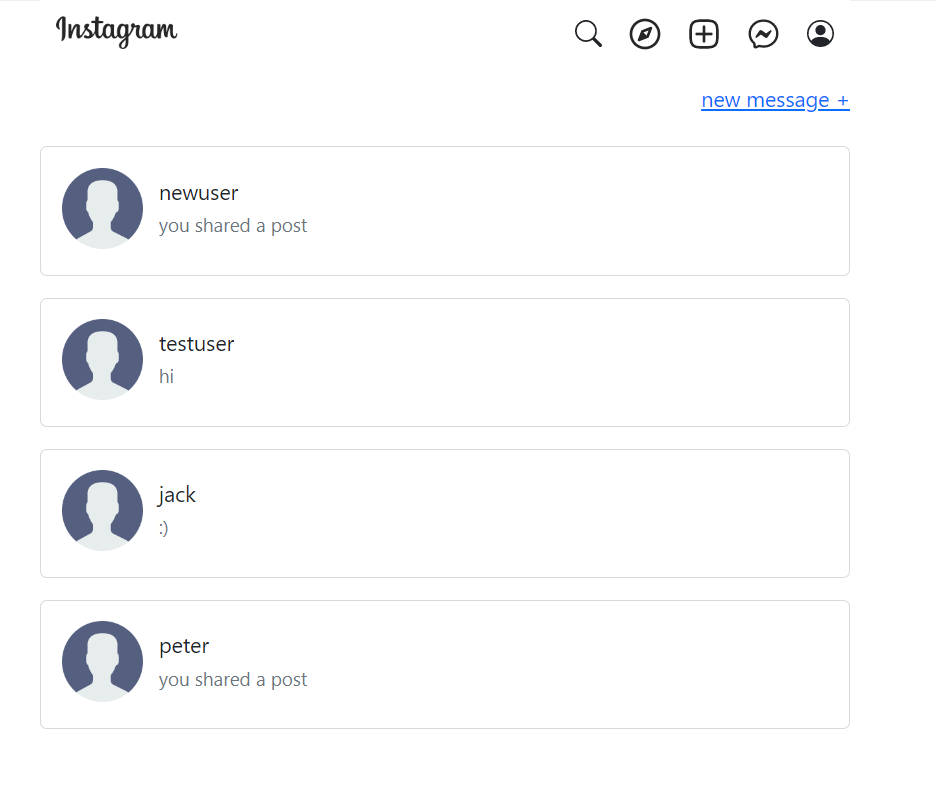 Instagram
new message +
newuser
you shared a post
testuser
hi
jack
:)
peter
you shared a post